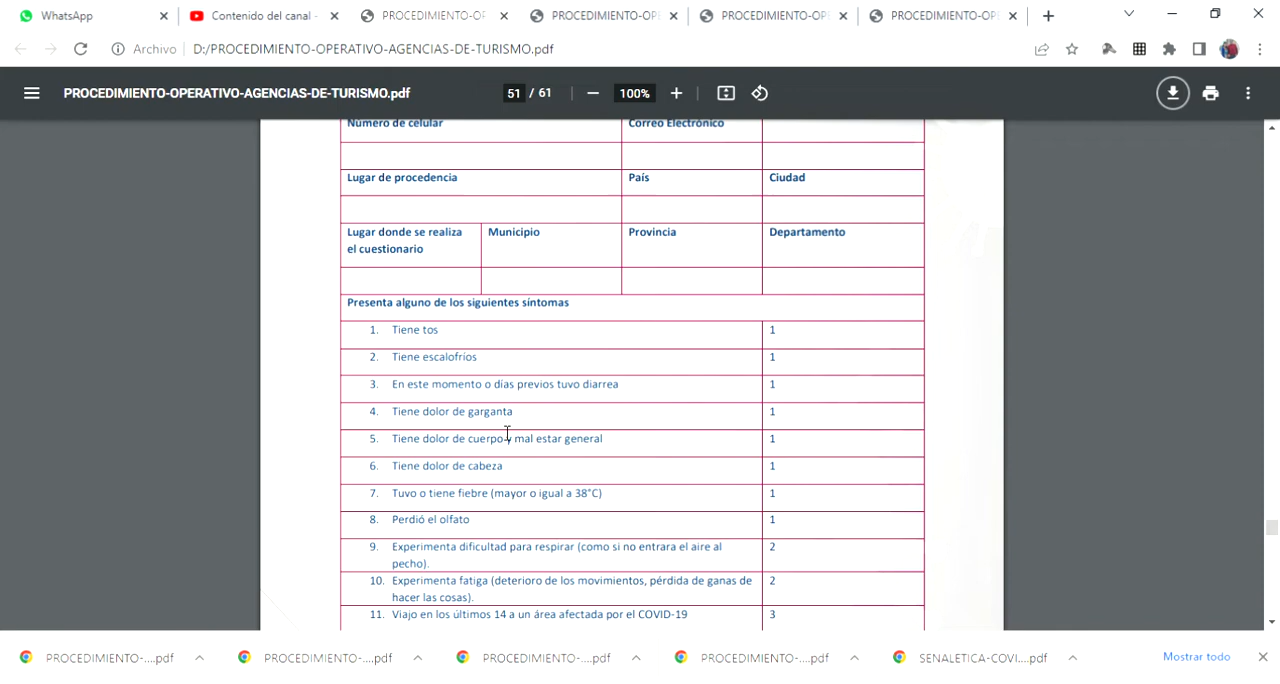 WhatsApp
Contenido del canal -
PROCEDIMIENTO-OP
PROCEDIMIENTO-OPE
PROCEDIMIENTO-OPE
PROCEDIMIENTO-OPE
Archivo D:/PROCEDIMIENTO-OPERATIVO-AGENCIAS-DE-TURISMO.pdf
PROCEDIMIENTO-OPERATIVO-AGENCIAS-DE-TURISMO.pdf 51 / 61 100%
Número de celular Correo Electrónico
Lugar de procedencia País Ciudad
Lugar donde se realiza Municipio Provincia Departamento
el cuestionario
Presenta alguno de los siguientes síntomas
1. Tiene tos 1
2. Tiene escalofríos 1
3. En este momento o días previos tuvo diarrea 1
4. Tiene dolor de garganta 1
5. Tiene dolor de cuerpo y mal estar general 1
6. Tiene dolor de cabeza 1
7. Tuvo o tiene fiebre (mayor o igual a 38°C) 1
8. Perdió el olfato 1
9. Experimenta dificultad para respirar (como si no entrara el aire al 2
pecho).
10. Experimenta fatiga (deterioro de los movimientos, pérdida de ganas de 2
hacer las cosas).
11. Viajo en los últimos 14 a un área afectada por el COVID-19 3
PROCEDIMIENTO-....pdf
PROCEDIMIENTO-....pdf
PROCEDIMIENTO-....pdf
PROCEDIMIENTO-....pdf
SENALETICA-COVI....pdf
Mostrar todo